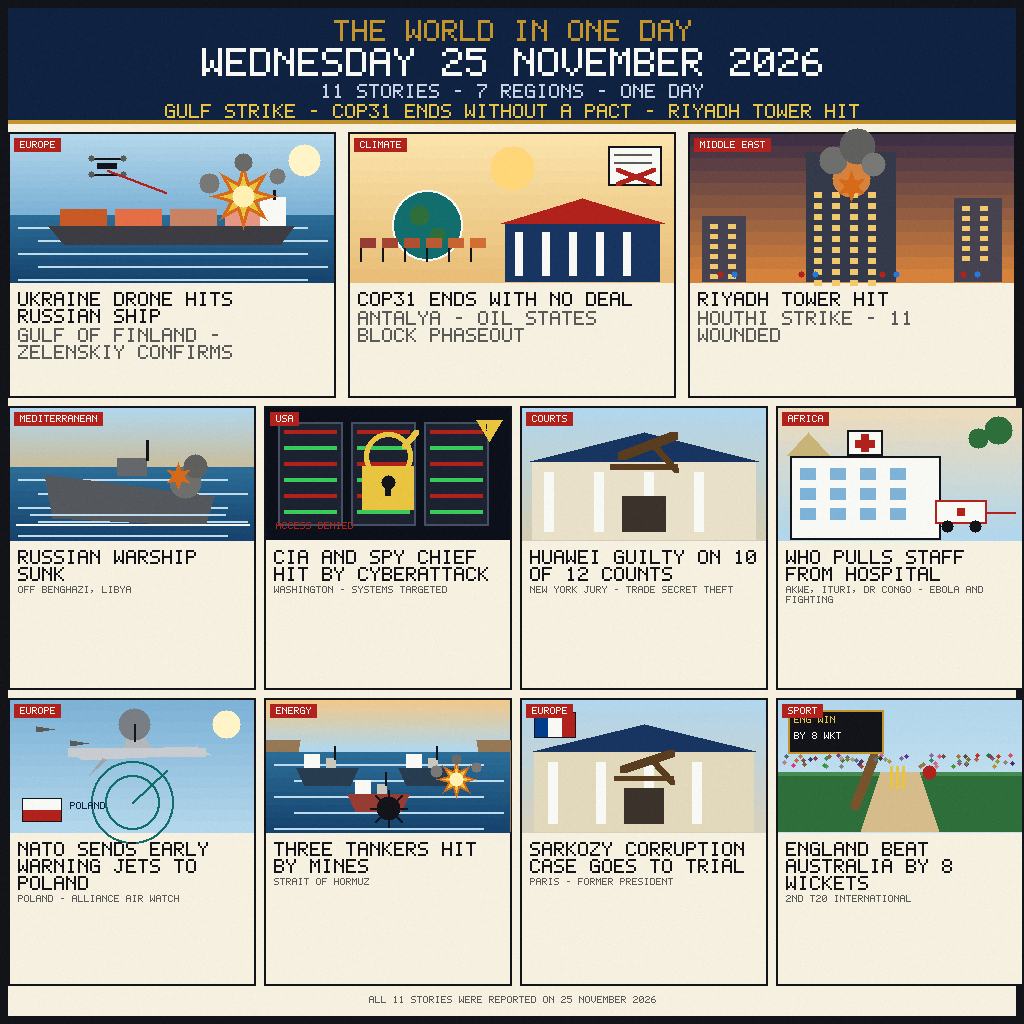 THE WORLD IN ONE DAY
WEDNESDAY 25 NOVEMBER 2026
11 STORIES - 7 REGIONS - ONE DAY
GULF STRIKE - COP31 ENDS WITHOUT A PACT - RIYADH TOWER HIT
EUROPE
UKRAINE DRONE HITS
RUSSIAN SHIP
GULF OF FINLAND -
ZELENSKIY CONFIRMS
CLIMATE
COP31 ENDS WITH NO DEAL
ANTALYA - OIL STATES
BLOCK PHASEOUT
MIDDLE EAST
RIYADH TOWER HIT
HOUTHI STRIKE - 11
WOUNDED
MEDITERRANEAN
RUSSIAN WARSHIP
SUNK
OFF BENGHAZI, LIBYA
USA
!
ACCESS DENIED
CIA AND SPY CHIEF
HIT BY CYBERATTACK
WASHINGTON - SYSTEMS TARGETED
COURTS
HUAWEI GUILTY ON 10
OF 12 COUNTS
NEW YORK JURY - TRADE SECRET THEFT
AFRICA
WHO PULLS STAFF
FROM HOSPITAL
AKWE, ITURI, DR CONGO - EBOLA AND
FIGHTING
EUROPE
POLAND
NATO SENDS EARLY
WARNING JETS TO
POLAND
POLAND - ALLIANCE AIR WATCH
ENERGY
THREE TANKERS HIT
BY MINES
STRAIT OF HORMUZ
EUROPE
SARKOZY CORRUPTION
CASE GOES TO TRIAL
PARIS - FORMER PRESIDENT
SPORT
ENG WIN
BY 8 WKT
ENGLAND BEAT
AUSTRALIA BY 8
WICKETS
2ND T20 INTERNATIONAL
ALL 11 STORIES WERE REPORTED ON 25 NOVEMBER 2026